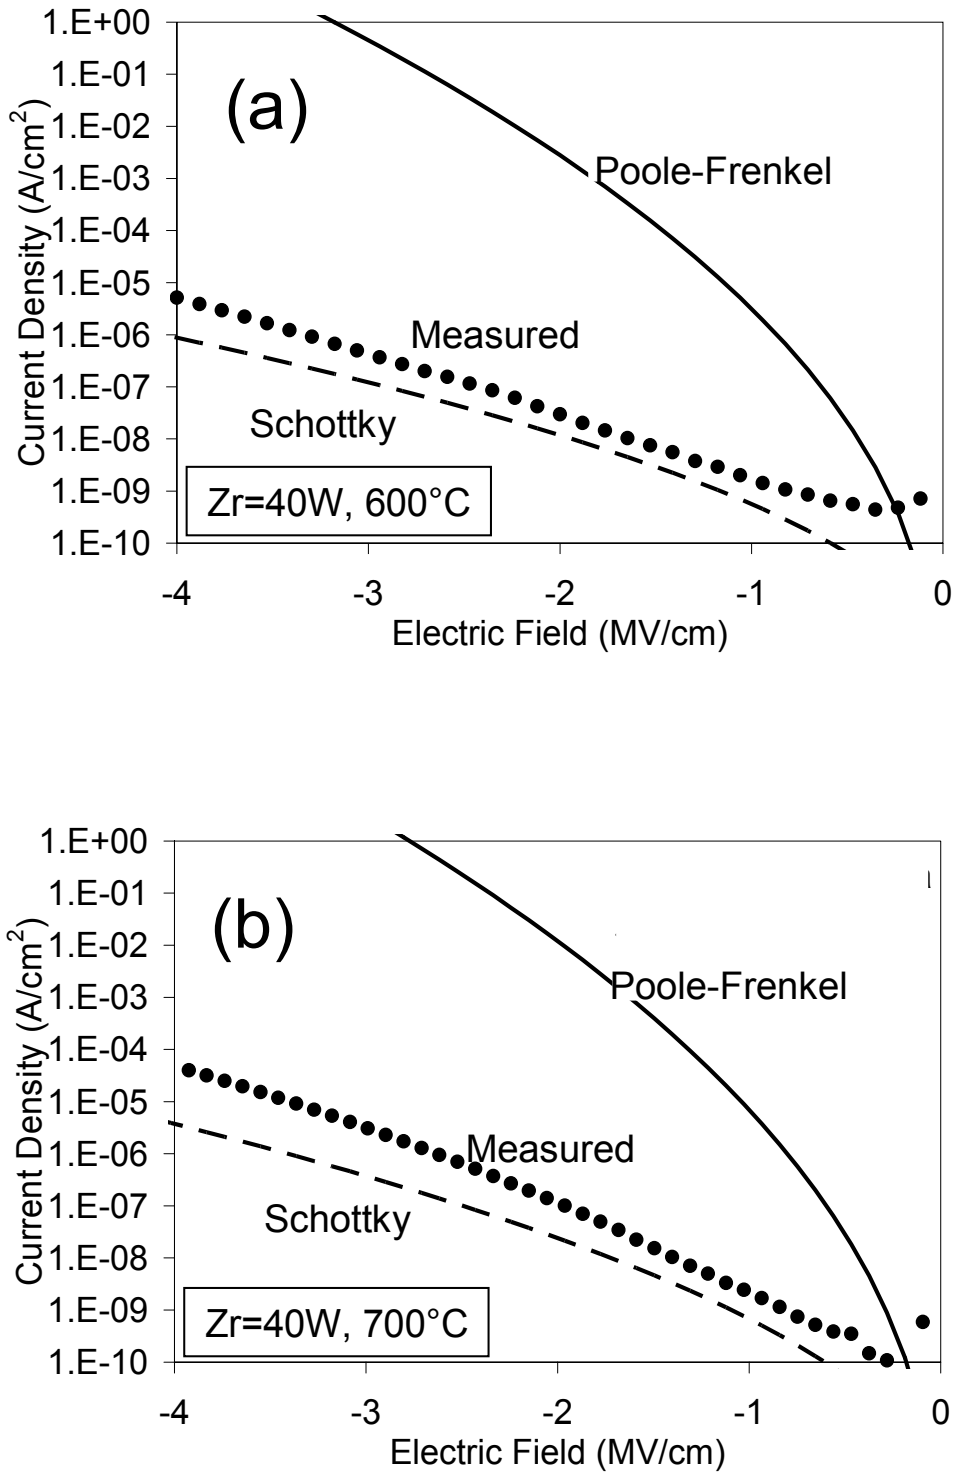 1.E+00
1.E-01
1.E-02
1.E-03
1.E-04
1.E-05
1.E-06
1.E-07
1.E-08
1.E-09
1.E-10
Current Density (A/cm²)
(a)
Poole-Frenkel
Measured
Schottky
Zr=40W, 600°C
-4 -3 -2 -1 0
Electric Field (MV/cm)
1.E+00
1.E-01
1.E-02
1.E-03
1.E-04
1.E-05
1.E-06
1.E-07
1.E-08
1.E-09
1.E-10
Current Density (A/cm²)
(b)
Poole-Frenkel
Measured
Schottky
Zr=40W, 700°C
-4 -3 -2 -1 0
Electric Field (MV/cm)